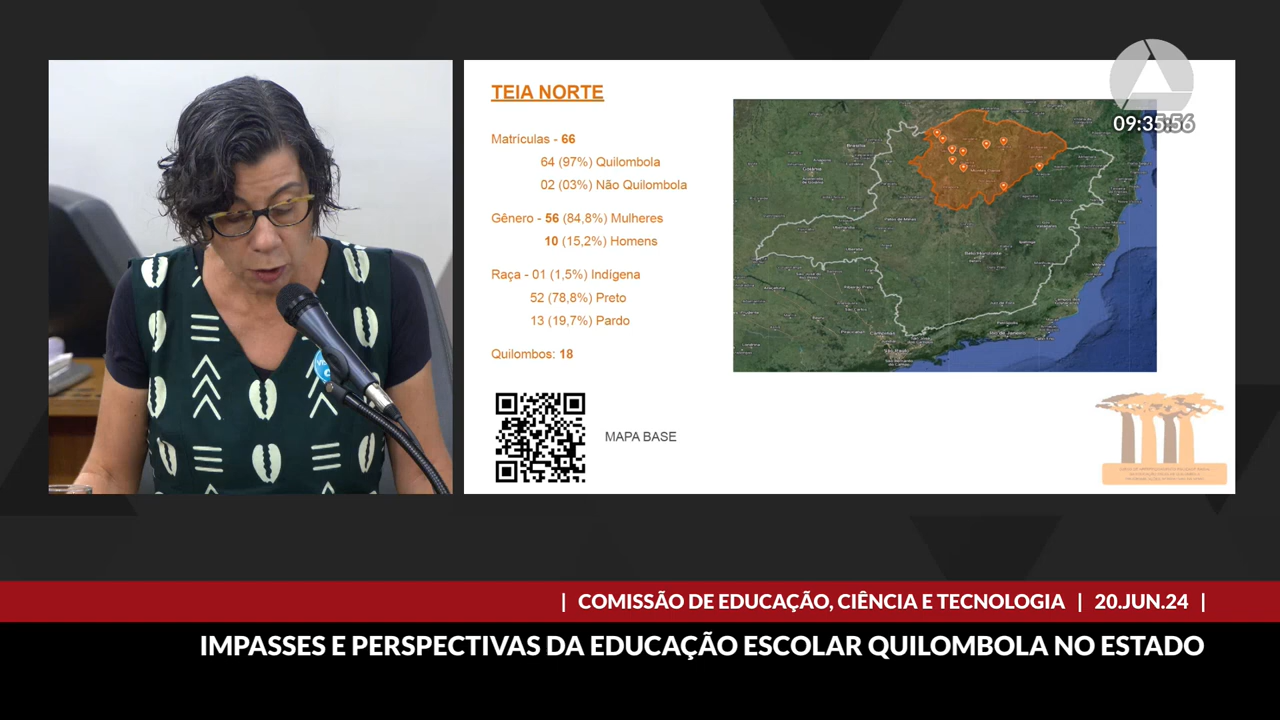 09:35:56
TEIA NORTE
Matrículas - 66
64 (97%) Quilombola
02 (03%) Não Quilombola
Gênero - 56 (84,8%) Mulheres
10 (15,2%) Homens
Raça - 01 (1,5%) Indígena
52 (78,8%) Preto
13 (19,7%) Pardo
Quilombos: 18
MAPA BASE
| COMISSÃO DE EDUCAÇÃO, CIÊNCIA E TECNOLOGIA | 20.JUN.24 |
IMPASSES E PERSPECTIVAS DA EDUCAÇÃO ESCOLAR QUILOMBOLA NO ESTADO